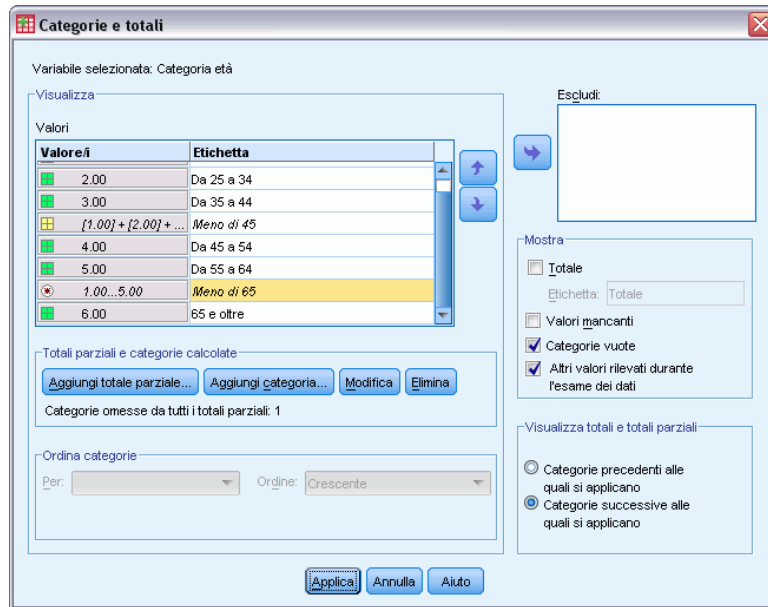 Categorie e totali
Variabile selezionata: Categoria età
Visualizza
Valori
Valore/i Etichetta
2.00 Da 25 a 34
3.00 Da 35 a 44
[1.00] + [2.00] + ... Meno di 45
4.00 Da 45 a 54
5.00 Da 55 a 64
1.00...5.00 Meno di 65
6.00 65 e oltre
Totali parziali e categorie calcolate
Aggiungi totale parziale... Aggiungi categoria... Modifica Elimina
Categorie omesse da tutti i totali parziali: 1
Ordina categorie
Per: Ordine: Crescente
Escludi:
Mostra
Totale
Etichetta: Totale
Valori mancanti
Categorie vuote
Altri valori rilevati durante
l'esame dei dati
Visualizza totali e totali parziali
Categorie precedenti alle
quali si applicano
Categorie successive alle
quali si applicano
Applica Annulla Aiuto